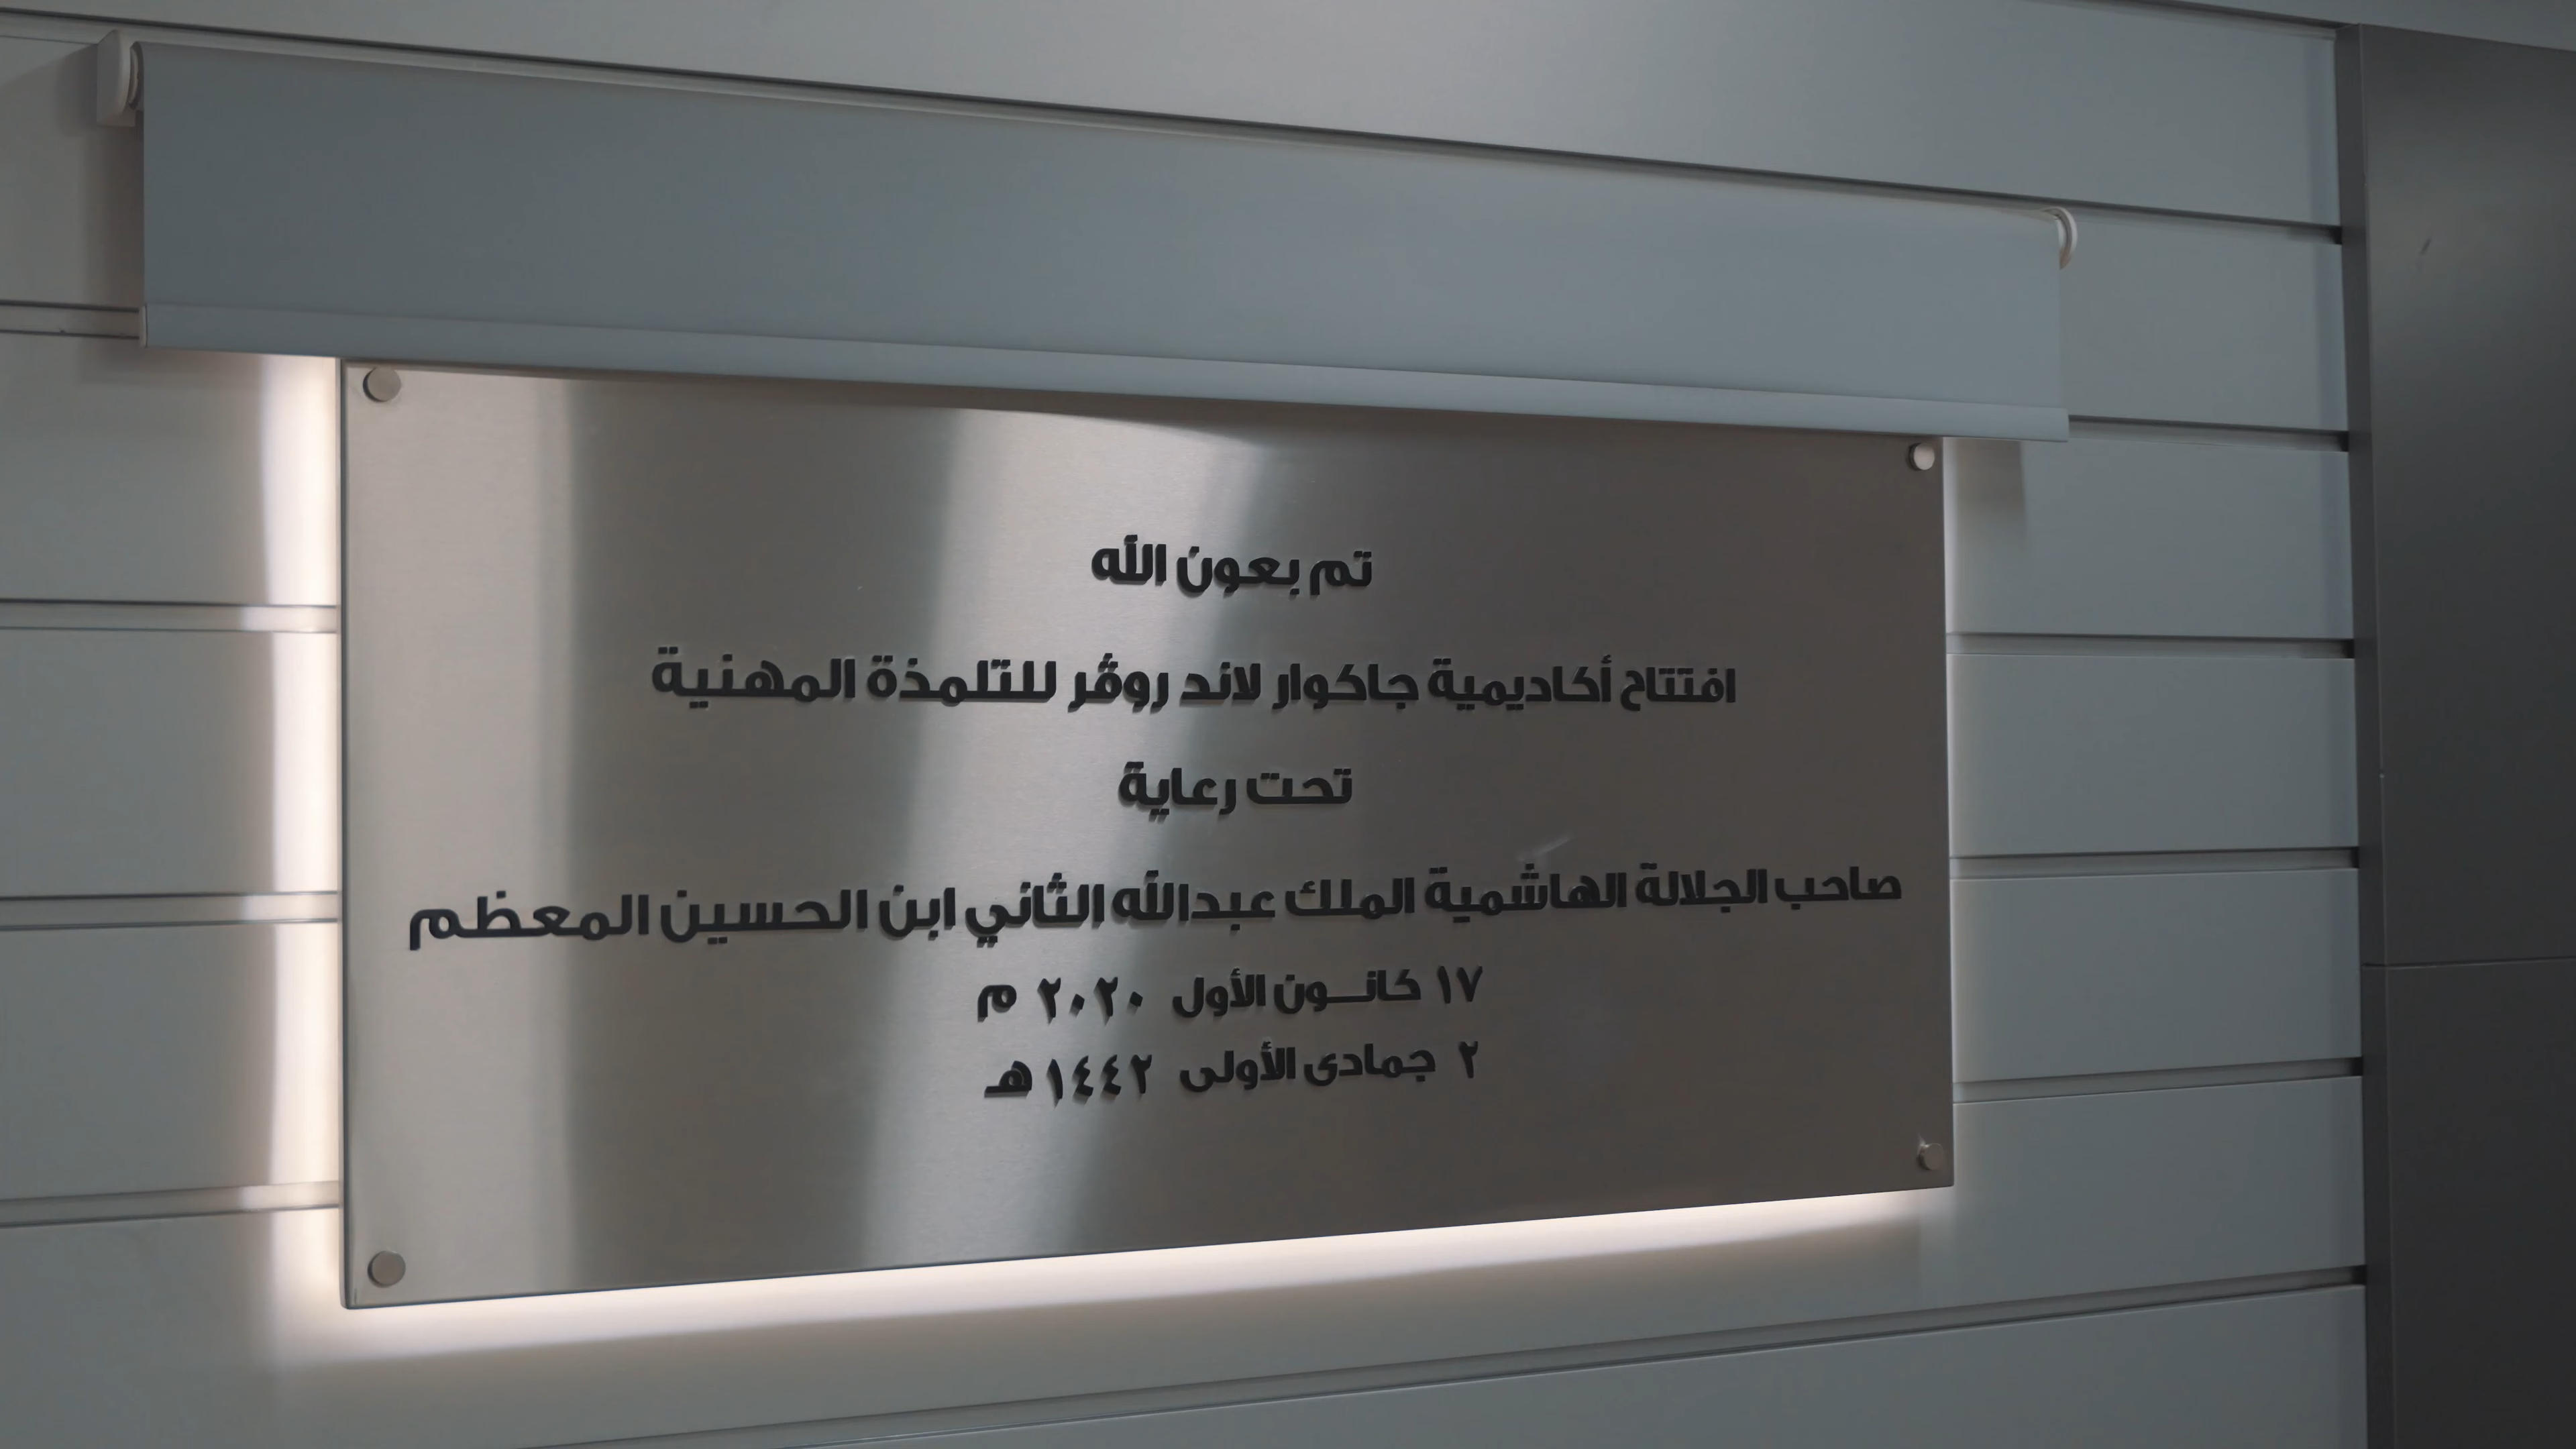 تم بعون الله
افتتاح أكاديمية جاكوار لاند روڤر للتلمذة المهنية
تحت رعاية
صاحب الجلالة الهاشمية الملك عبدالله الثاني ابن الحسين المعظم
١٧ كانـــون الأول ٢٠٢٠ م
٢ جمادى الأولى ١٤٤٢ هـ